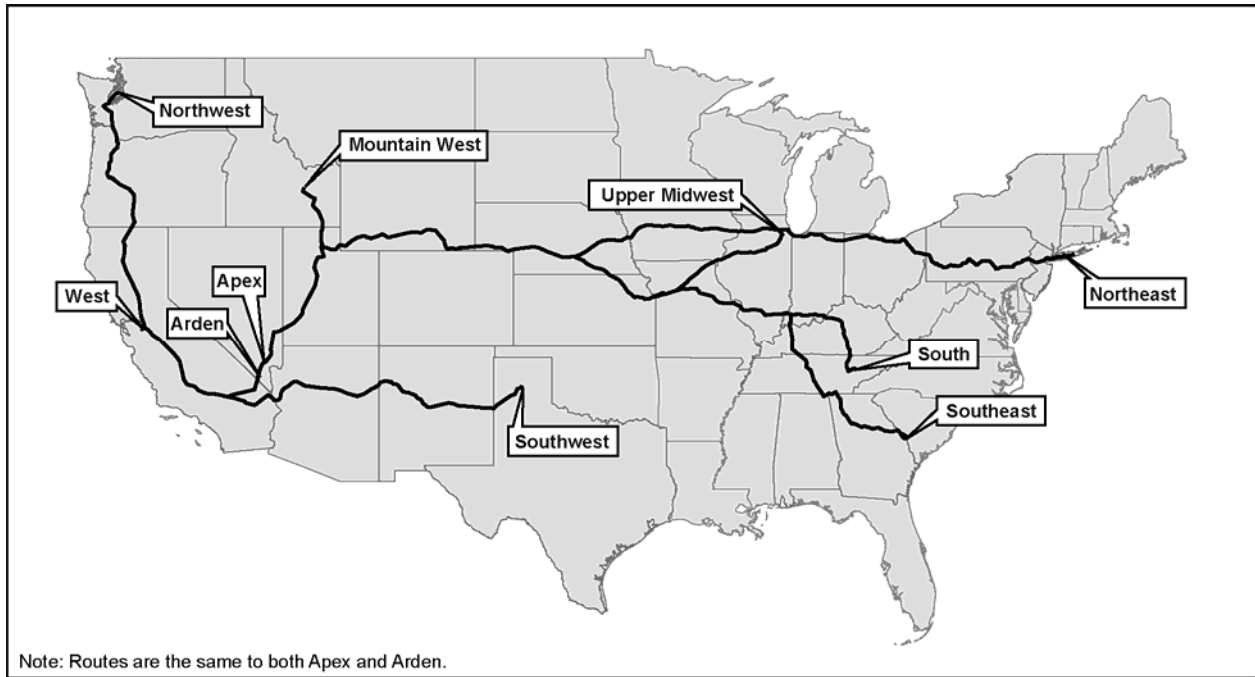 Northwest
Mountain West
Upper Midwest
Apex
West
Arden
Northeast
South
Southeast
Southwest
Note: Routes are the same to both Apex and Arden.